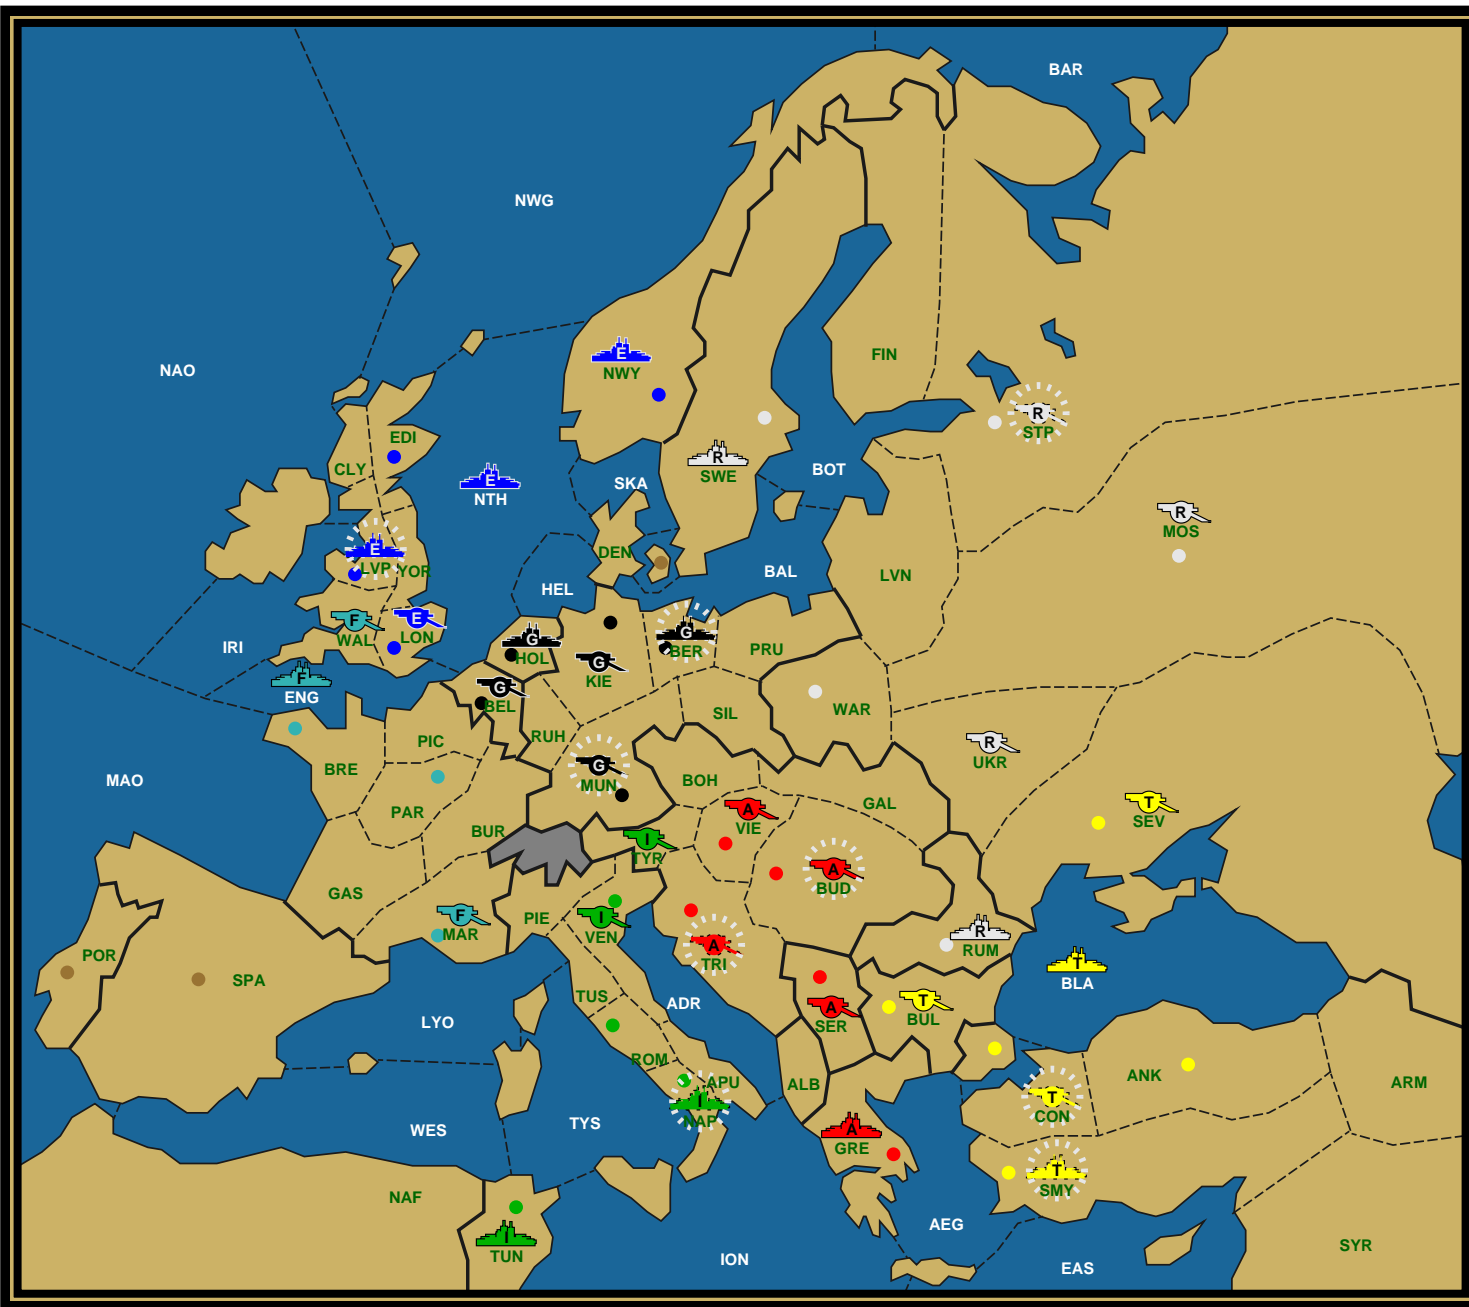 BAR
NWG
NAO
E
NWY
FIN
R
STP
EDI
CLY
R
SWE
BOT
E
NTH
SKA
R
MOS
DEN
E
LVP
YOR
BAL
LVN
HEL
F
WAL
E
LON
IRI
G
HOL
G
BER
PRU
G
KIE
F
ENG
G
BEL
SIL
WAR
RUH
PIC
R
UKR
BRE
G
MUN
BOH
MAO
PAR
GAL
A
VIE
T
SEV
BUR
I
TYR
A
BUD
GAS
F
MAR
PIE
I
VEN
A
TRI
R
RUM
POR
SPA
T
BLA
TUS
ADR
A
SER
T
BUL
LYO
ROM
APU
ALB
ANK
ARM
I
NAP
T
CON
WES
TYS
A
GRE
T
SMY
NAF
I
TUN
AEG
ION
EAS
SYR